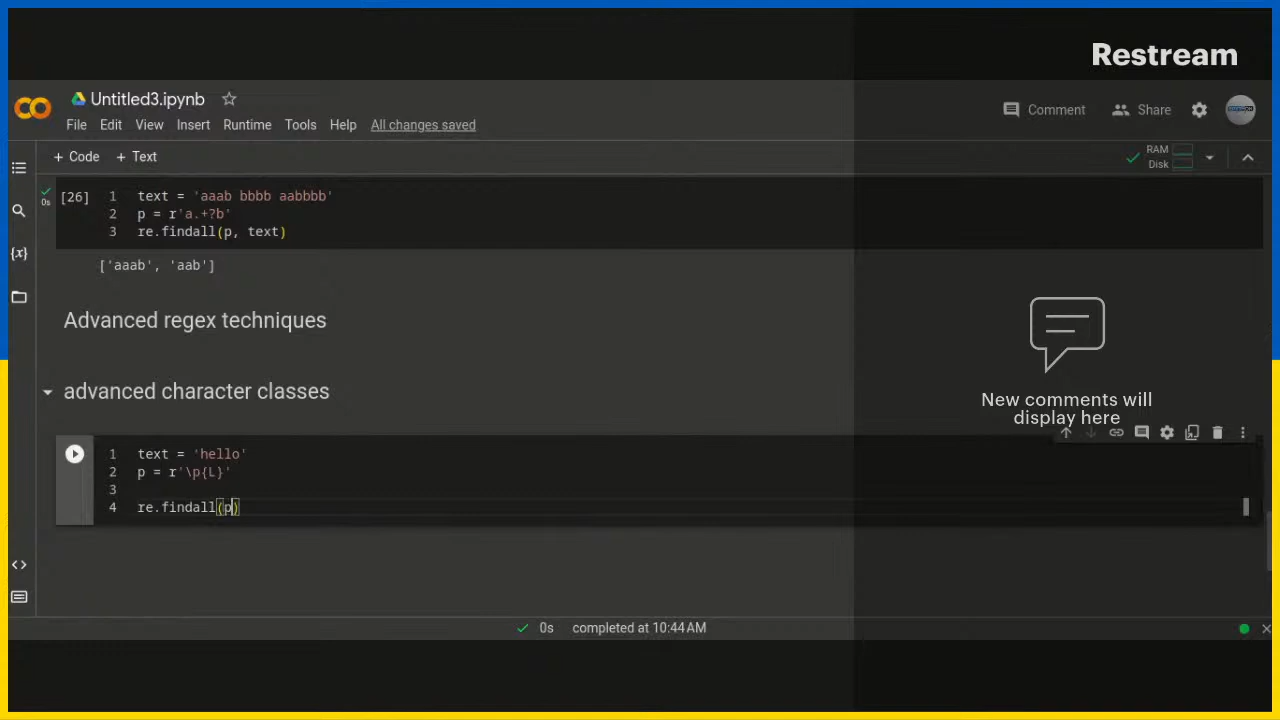 Restream
Untitled3.ipynb
Comment
Share
File Edit View Insert Runtime Tools Help All changes saved
+ Code + Text
RAM
Disk
[26]
0s
1 text = 'aaab bbbb aabbbb'
2 p = r'a.+?b'
3 re.findall(p, text)
{x}
['aaab', 'aab']
Advanced regex techniques
advanced character classes
New comments will
display here
1 text = 'hello'
2 p = r'\p{L}'
3
4 re.findall(p)
0s completed at 10:44 AM